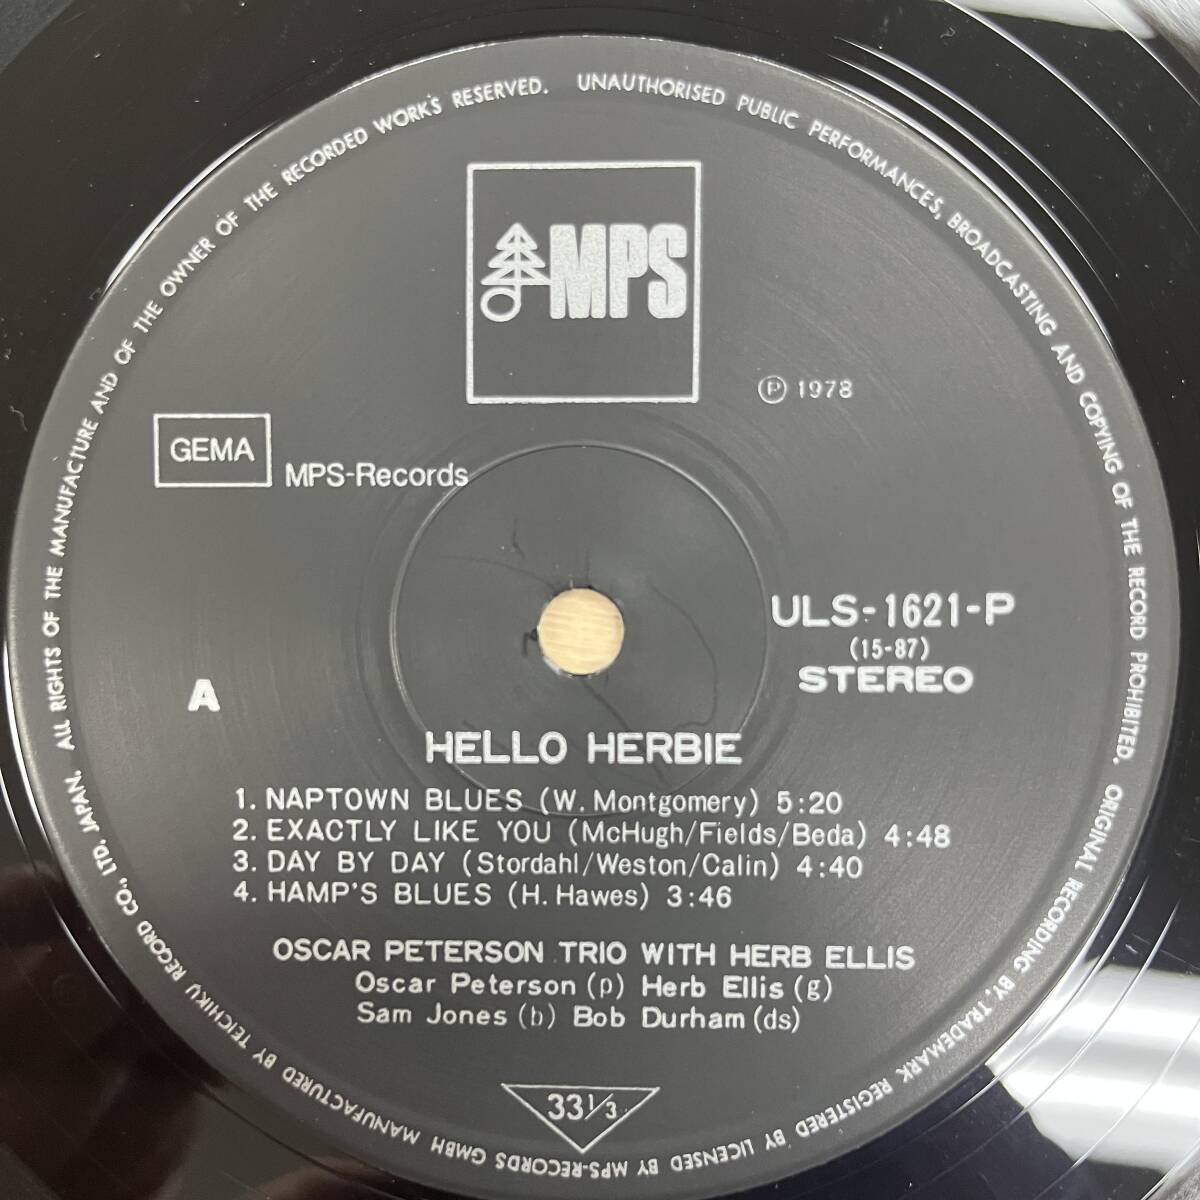 MPS
Ⓟ 1978
GEMA
MPS-Records
ULS-1621-P
(15-87)
STEREO
A
HELLO HERBIE
1. NAPTOWN BLUES (W. Montgomery) 5:20
2. EXACTLY LIKE YOU (McHugh/Fields/Beda) 4:48
3. DAY BY DAY (Stordahl/Weston/Calin) 4:40
4. HAMP'S BLUES (H. Hawes) 3:46
OSCAR PETERSON TRIO WITH HERB ELLIS
Oscar Peterson (p) Herb Ellis (g)
Sam Jones (b) Bob Durham (ds)
33 1/3
ALL RIGHTS OF THE MANUFACTURE AND OF THE OWNER OF THE RECORDED WORKS RESERVED. UNAUTHORISED PUBLIC PERFORMANCES, BROADCASTING AND COPYING OF THE RECORD PROHIBITED. ORIGINAL RECORDING BY, TRADEMARK REGISTERED BY LICENSED BY MPS-RECORDS GMBH MANUFACTURED BY TEICHIKU RECORD CO., LTD. JAPAN.